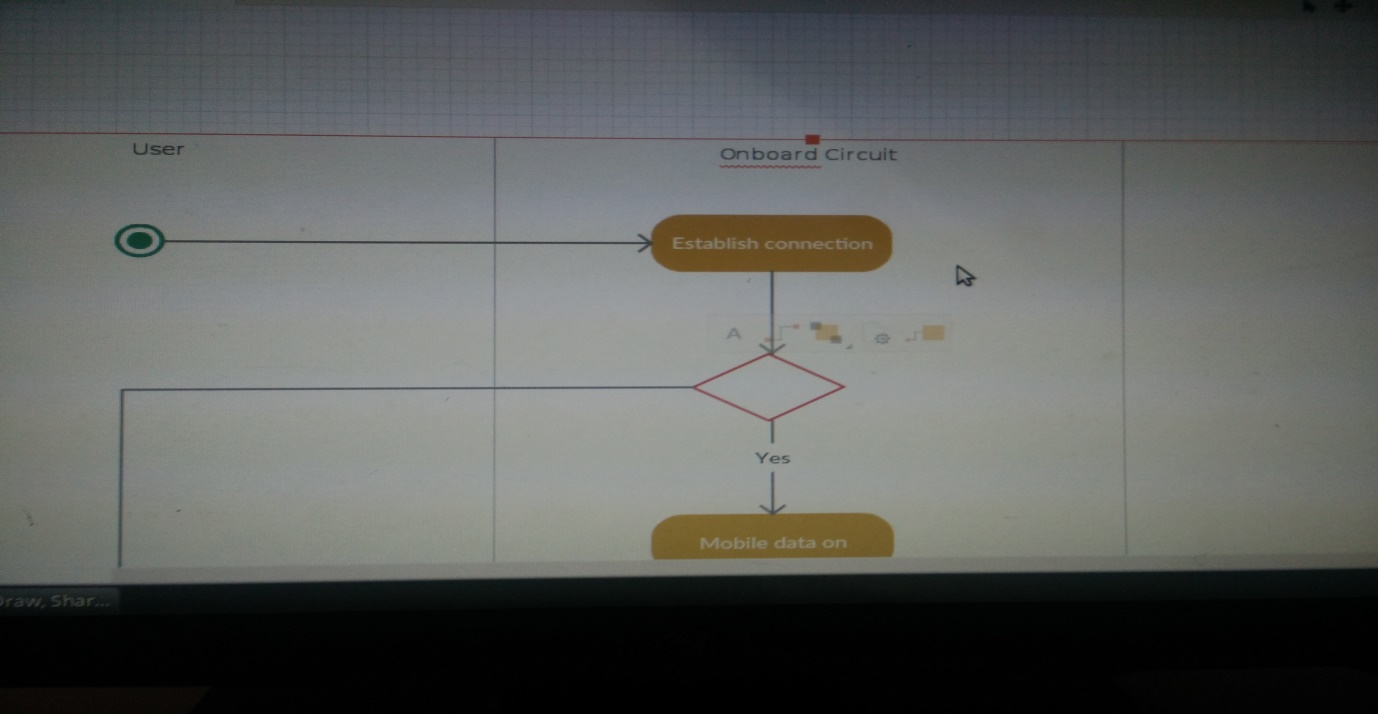 User
Onboard Circuit
Establish connection
A
Yes
Mobile data on
Draw, Shar...